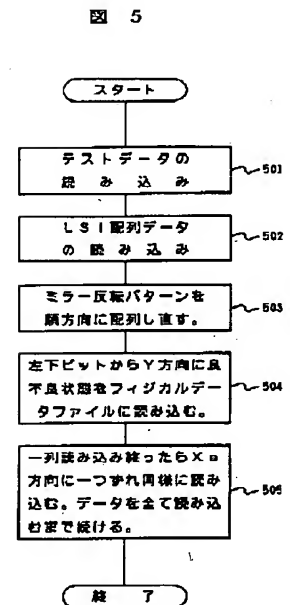 図 5
スタート
テストデータの
読み込み
501
LSI配列データ
の読み込み
502
ミラー反転パターンを
順方向に配列し直す。
503
左下ビットからY方向に良
不良状態をフィジカルデー
タファイルに読み込む。
504
一列読み込み終ったらX
方向に一つずれ同様に読み
込む。データを全て読み込
むまで続ける。
505
終 了